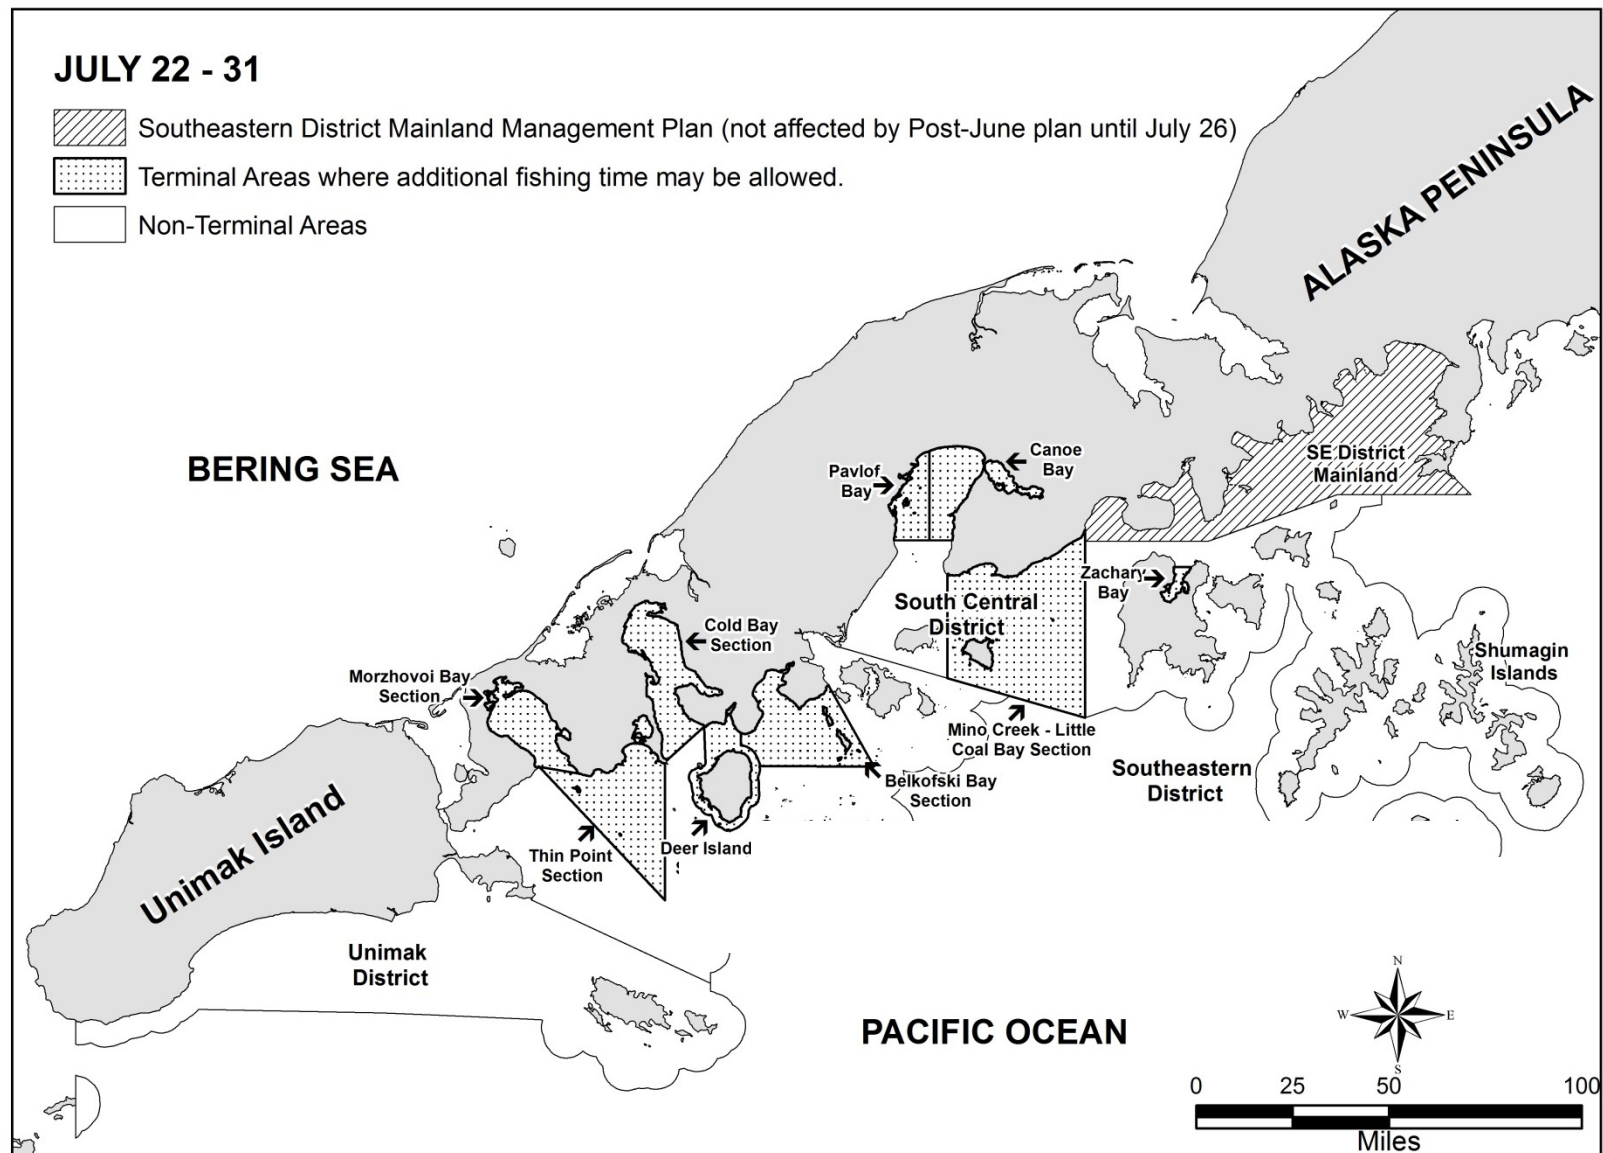 JULY 22 - 31
Southeastern District Mainland Management Plan (not affected by Post-June plan until July 26)
Terminal Areas where additional fishing time may be allowed.
Non-Terminal Areas
ALASKA PENINSULA
BERING SEA
Pavlof
Bay
Canoe
Bay
SE District
Mainland
Zachary
Bay
South Central
District
Cold Bay
Section
Morzhovoi Bay
Section
Shumagin
Islands
Mino Creek - Little
Coal Bay Section
Southeastern
District
Belkofski Bay
Section
Deer Island
Thin Point
Section
Unimak Island
Unimak
District
PACIFIC OCEAN
N
W
E
S
0 25 50 100
Miles